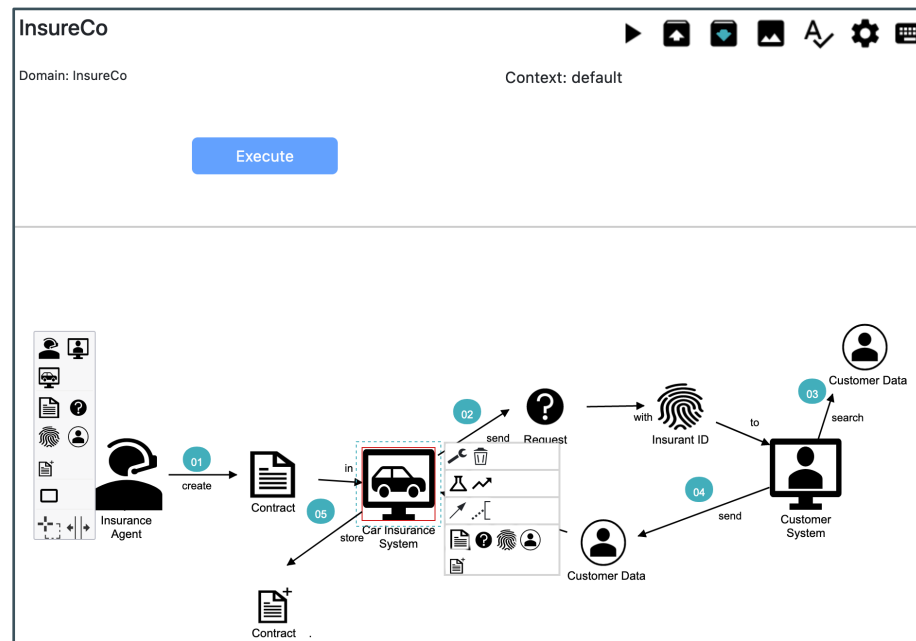 InsureCo
Domain: InsureCo
Context: default
Execute
Customer Data
03
search
02
send
Request
with
Insurant ID
to
01
create
Insurance
Agent
Contract
in
05
store
Car Insurance
System
04
send
Customer
System
Customer Data
Contract
.